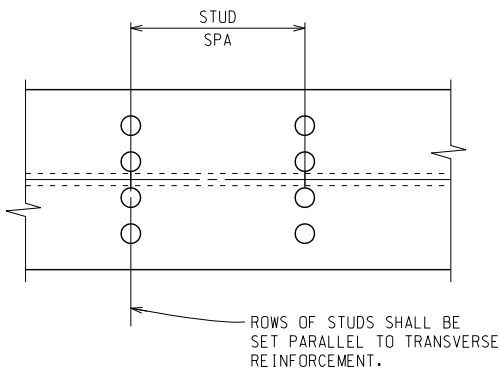 STUD
SPA
ROWS OF STUDS SHALL BE
SET PARALLEL TO TRANSVERSE
REINFORCEMENT.